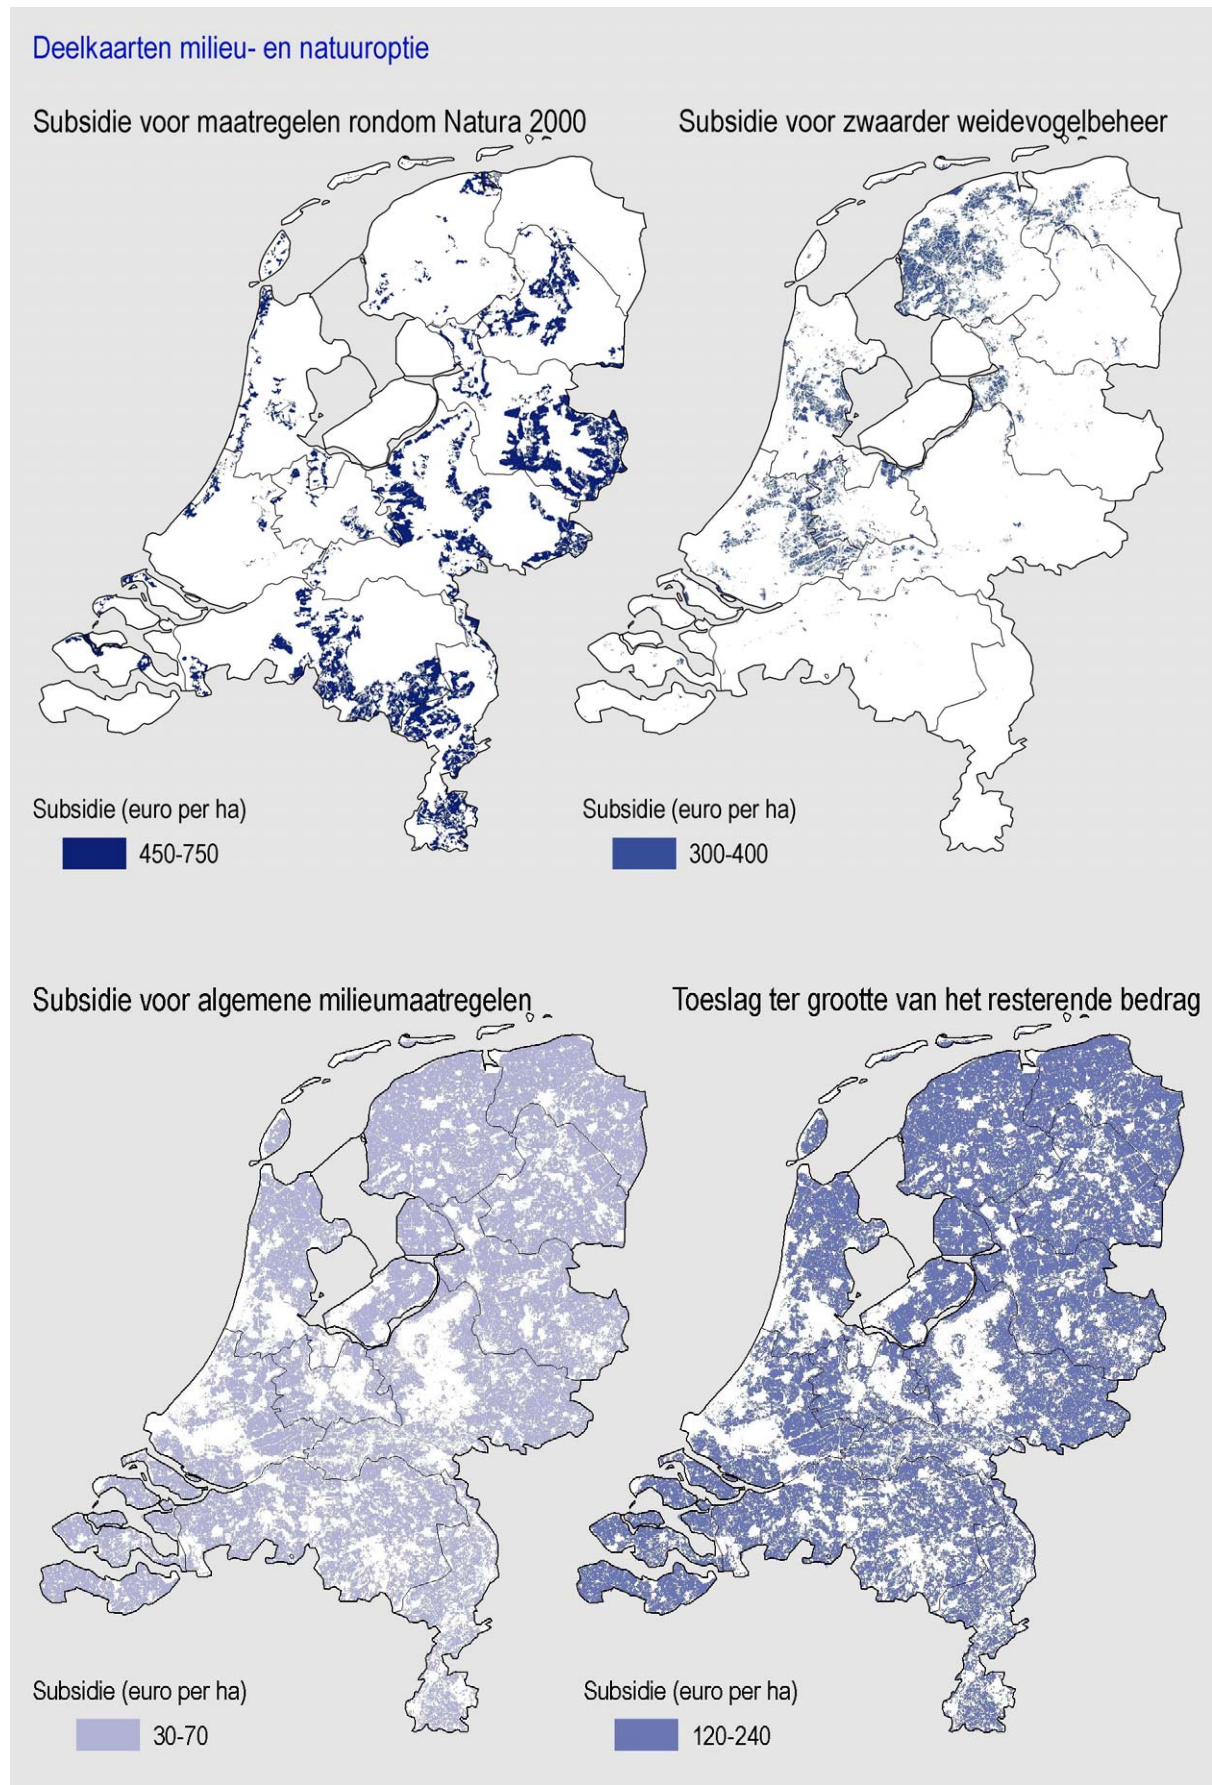 Deelkaarten milieu- en natuuroptie
Subsidie voor maatregelen rondom Natura 2000
Subsidie voor zwaarder weidevogelbeheer
Subsidie (euro per ha)
450-750
Subsidie (euro per ha)
300-400
Subsidie voor algemene milieumaatregelen
Toeslag ter grootte van het resterende bedrag
Subsidie (euro per ha)
30-70
Subsidie (euro per ha)
120-240